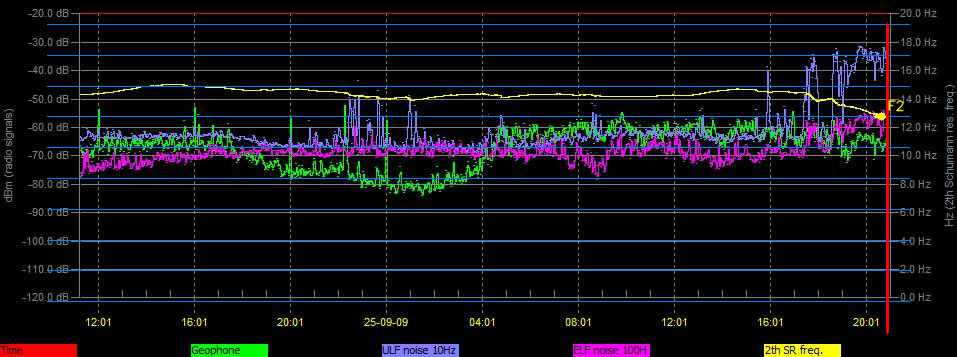 -20.0 dB 20.0 Hz
-30.0 dB 18.0 Hz
-40.0 dB 16.0 Hz
-50.0 dB 14.0 Hz
F2
-60.0 dB 12.0 Hz
-70.0 dB 10.0 Hz
-80.0 dB 8.0 Hz
-90.0 dB 6.0 Hz
-100.0 dB 4.0 Hz
-110.0 dB 2.0 Hz
-120.0 dB 0.0 Hz
dBm (radio signals)
Hz (2th Schumann res. freq.)
12:01 16:01 20:01 25-09-09 04:01 08:01 12:01 16:01 20:01
Time Geophone ULF noise 10Hz ELF noise 100H 2th SR freq.